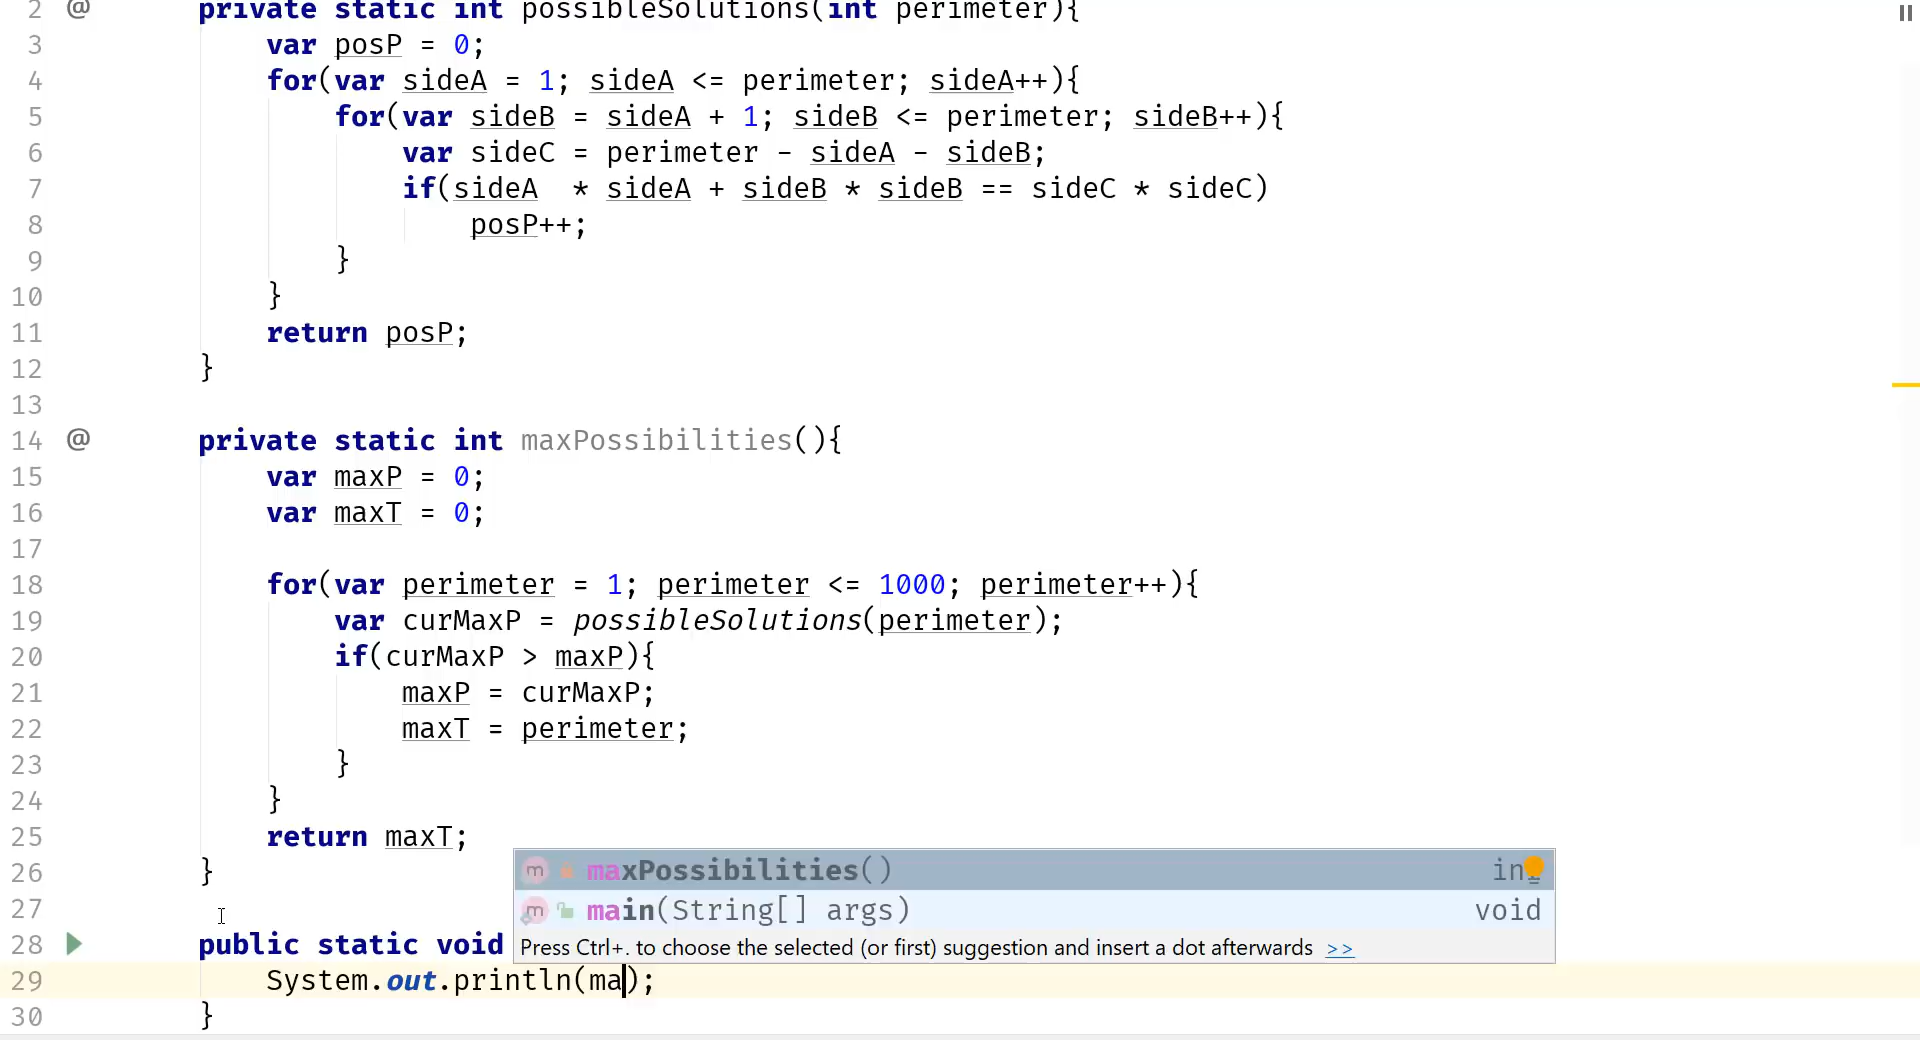 2 @ private static int possibleSolutions(int perimeter){
3 var posP = 0;
4 for(var sideA = 1; sideA <= perimeter; sideA++){
5 for(var sideB = sideA + 1; sideB <= perimeter; sideB++){
6 var sideC = perimeter - sideA - sideB;
7 if(sideA  * sideA + sideB * sideB == sideC * sideC)
8 posP++;
9 }
10 }
11 return posP;
12 }
13
14 @ private static int maxPossibilities(){
15 var maxP = 0;
16 var maxT = 0;
17
18 for(var perimeter = 1; perimeter <= 1000; perimeter++){
19 var curMaxP = possibleSolutions(perimeter);
20 if(curMaxP > maxP){
21 maxP = curMaxP;
22 maxT = perimeter;
23 }
24 }
25 return maxT;
26 }
m maxPossibilities() int
27
m main(String[] args) void
28 public static void
Press Ctrl+. to choose the selected (or first) suggestion and insert a dot afterwards >>
29 System.out.println(ma);
30 }